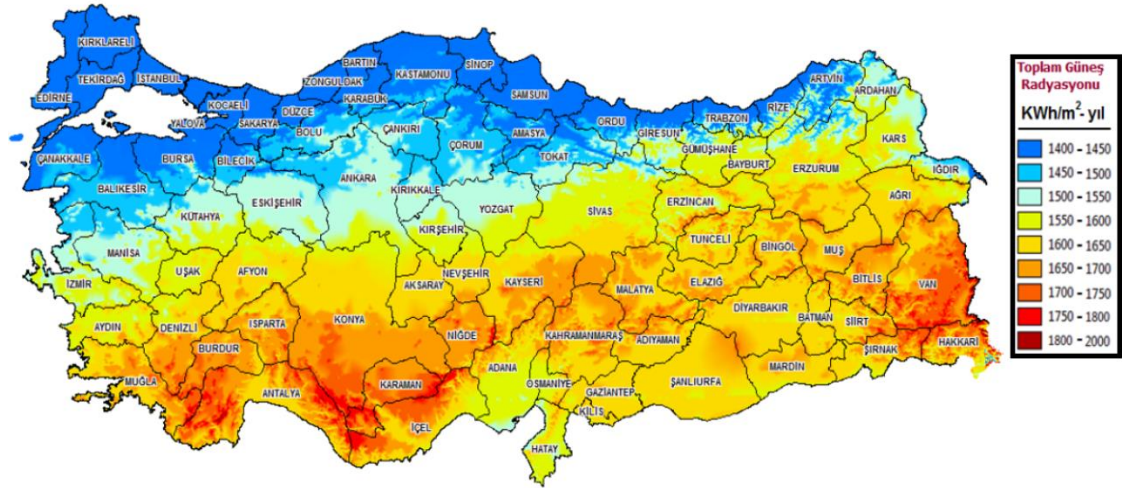 KIRKLARELİ
TEKİRDAĞ
İSTANBUL
EDİRNE
KOCAELİ
YALOVA
SAKARYA
DÜZCE
BOLU
ZONGULDAK
BARTIN
KARABÜK
KASTAMONU
SİNOP
SAMSUN
ÇANKIRI
ÇORUM
AMASYA
TOKAT
ORDU
GİRESUN
TRABZON
RİZE
ARTVİN
ARDAHAN
KARS
GÜMÜŞHANE
BAYBURT
ERZURUM
IĞDIR
AĞRI
ÇANAKKALE
BURSA
BİLECİK
BALIKESİR
KÜTAHYA
ESKİŞEHİR
ANKARA
KIRIKKALE
YOZGAT
SİVAS
ERZİNCAN
TUNCELİ
BİNGÖL
MUŞ
BİTLİS
VAN
MANİSA
UŞAK
AFYON
KIRŞEHİR
NEVŞEHİR
AKSARAY
KAYSERİ
MALATYA
ELAZIĞ
DİYARBAKIR
BATMAN
SİİRT
ŞIRNAK
HAKKARİ
İZMİR
AYDIN
DENİZLİ
ISPARTA
BURDUR
KONYA
NİĞDE
KAHRAMANMARAŞ
ADIYAMAN
MARDİN
ŞANLIURFA
MUĞLA
ANTALYA
KARAMAN
İÇEL
ADANA
OSMANİYE
GAZİANTEP
KİLİS
HATAY
Toplam Güneş
Radyasyonu
KWh/m² - yıl
1400 - 1450
1450 - 1500
1500 - 1550
1550 - 1600
1600 - 1650
1650 - 1700
1700 - 1750
1750 - 1800
1800 - 2000